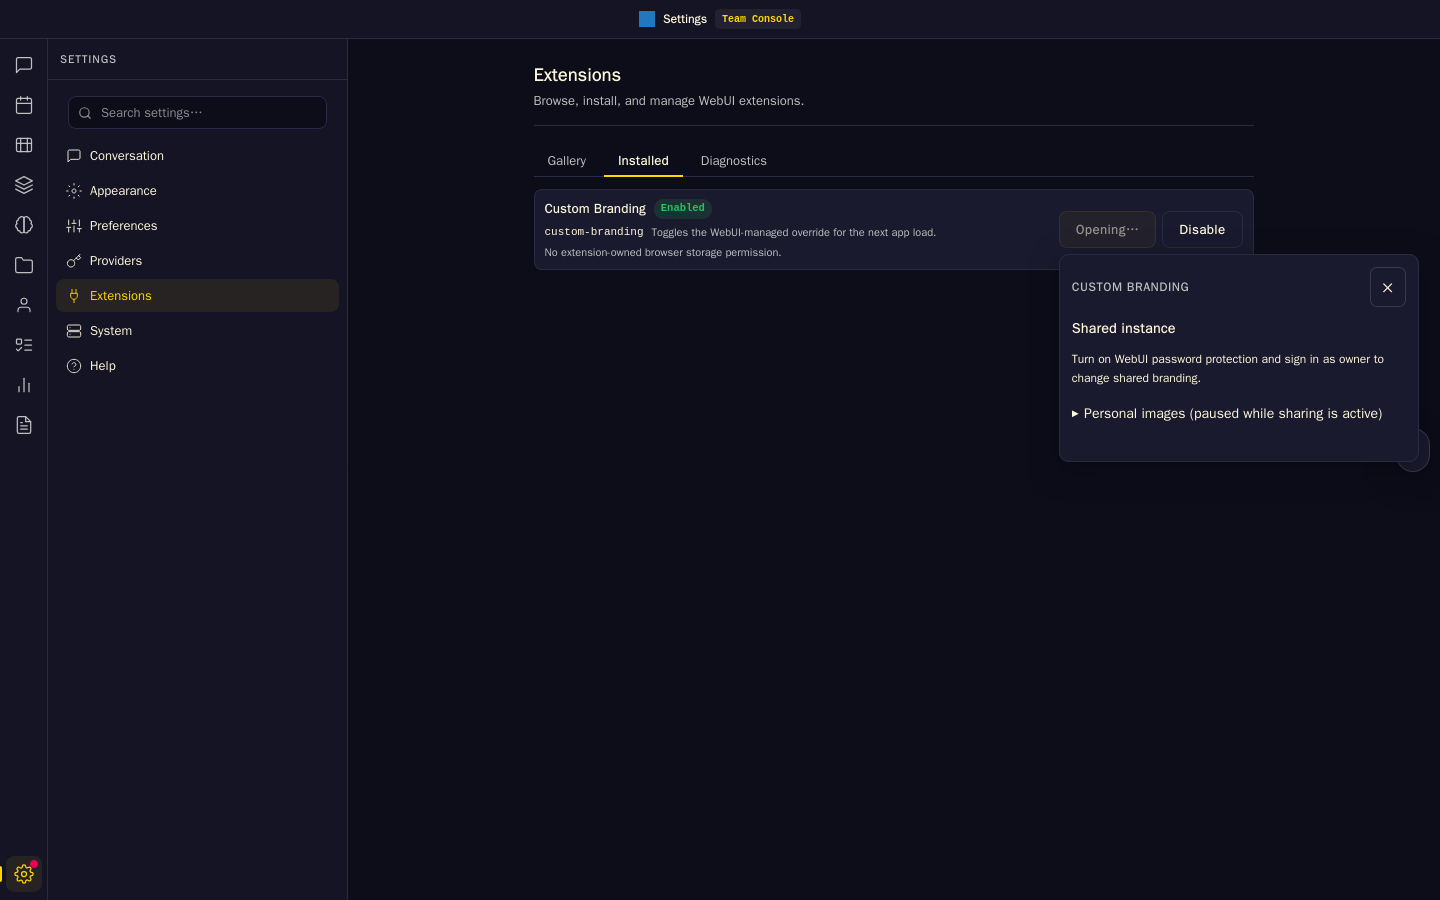 Settings Team Console
SETTINGS
Search settings…
Conversation
Appearance
Preferences
Providers
Extensions
System
Help
Extensions
Browse, install, and manage WebUI extensions.
Gallery Installed Diagnostics
Custom Branding Enabled
custom-branding Toggles the WebUI-managed override for the next app load.
No extension-owned browser storage permission.
Opening… Disable
CUSTOM BRANDING
Shared instance
Turn on WebUI password protection and sign in as owner to
change shared branding.
Personal images (paused while sharing is active)